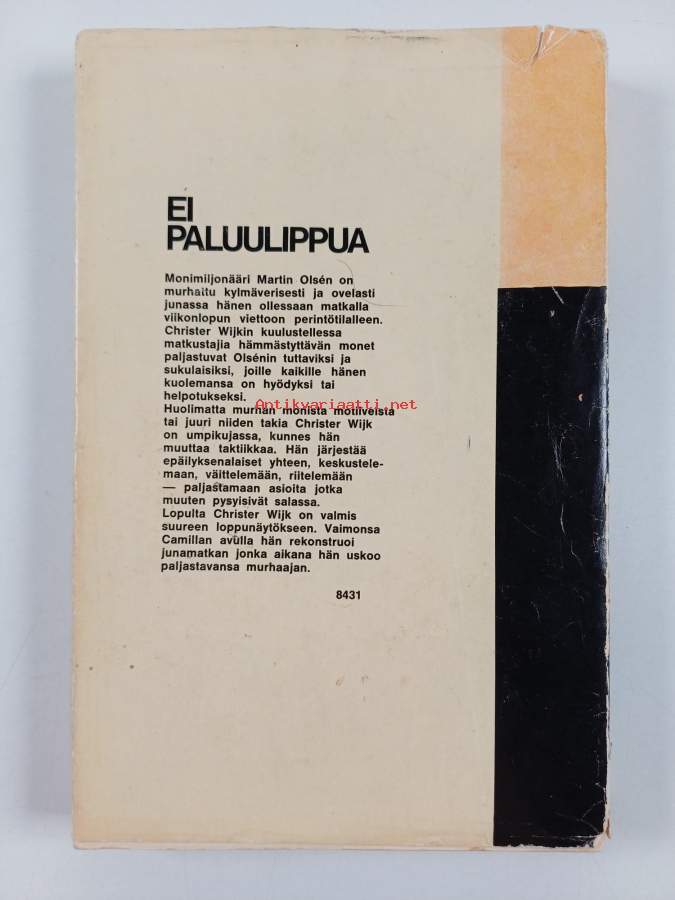 EI
PALUULIPPUA
Monimiljonääri Martin Olsén on
murhattu kylmäverisesti ja ovelasti
junassa hänen ollessaan matkalla
viikonlopun viettoon perintötilalleen.
Christer Wijkin kuulustellessa
matkustajia hämmästyttävän monet
paljastuvat Olsénin tuttaviksi ja
sukulaisiksi, joille kaikille hänen
kuolemansa on hyödyksi tai
helpotukseksi.
Antikvariaatti.net
Huolimatta murhan monista motiiveista
tai juuri niiden takia Christer Wijk
on umpikujassa, kunnes hän
muuttaa taktiikkaa. Hän järjestää
epäilyksenalaiset yhteen, keskustele-
maan, väittelemään, riitelemään
— paljastamaan asioita jotka
muuten pysyisivät salassa.
Lopulta Christer Wijk on valmis
suureen loppunäytökseen. Vaimonsa
Camillan avulla hän rekonstruoi
junamatkan jonka aikana hän uskoo
paljastavansa murhaajan.
8431